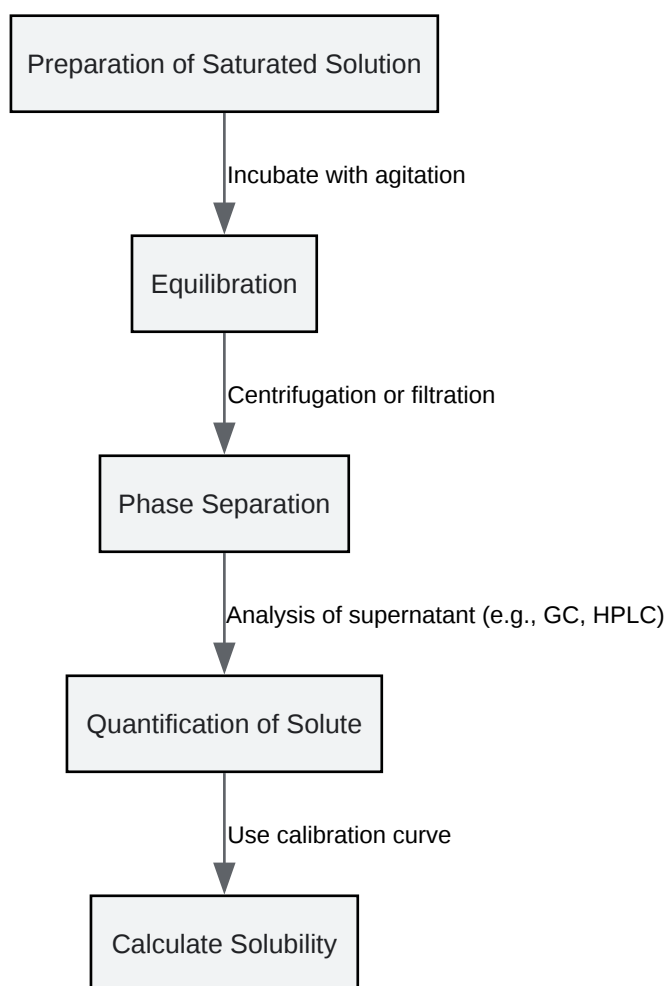 Preparation of Saturated Solution
Incubate with agitation
Equilibration
Centrifugation or filtration
Phase Separation
Analysis of supernatant (e.g., GC, HPLC)
Quantification of Solute
Use calibration curve
Calculate Solubility